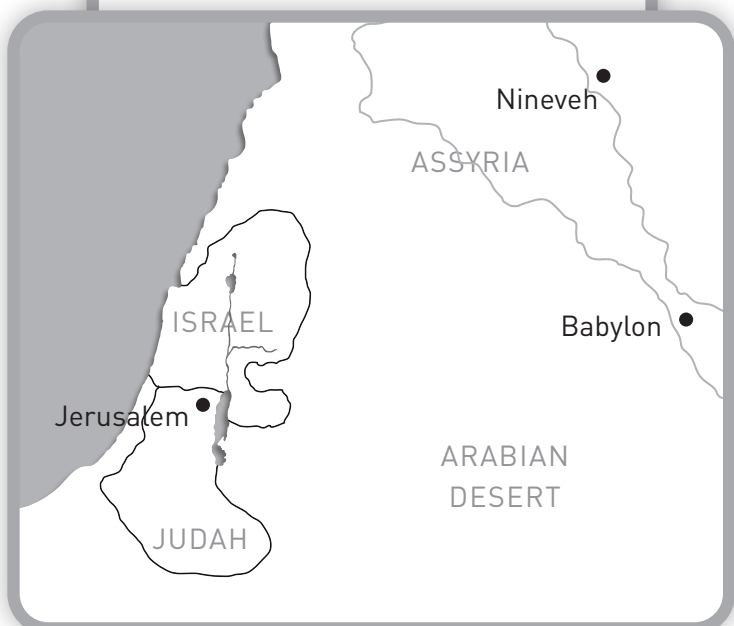 Nineveh
ASSYRIA
ISRAEL
Babylon
Jerusalem
ARABIAN
DESERT
JUDAH